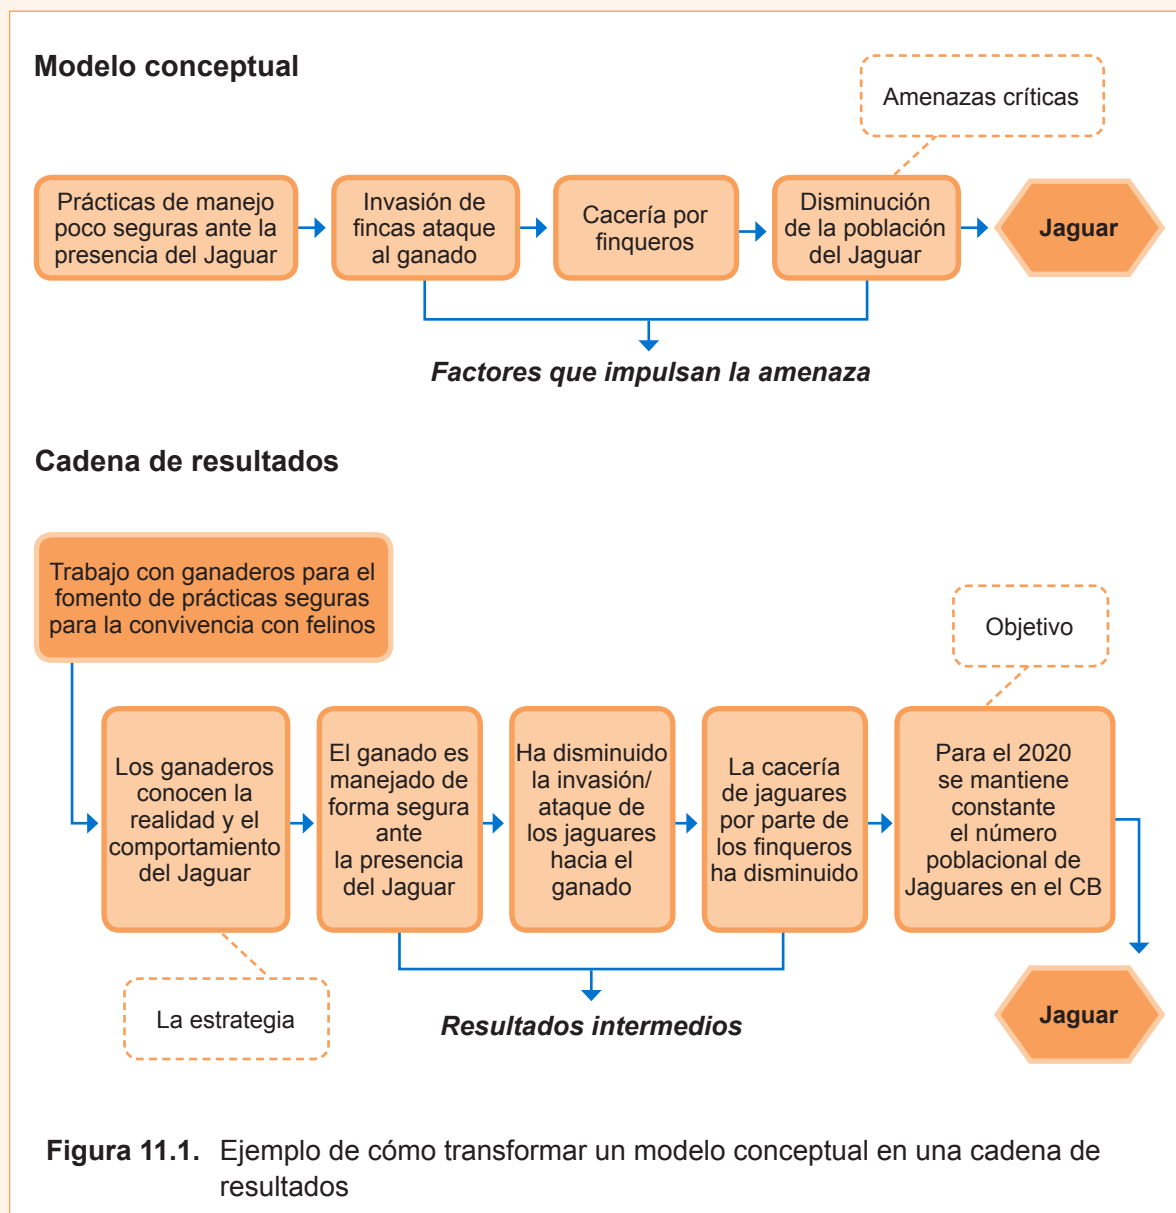 Modelo conceptual
Amenazas críticas
Prácticas de manejo
poco seguras ante la
presencia del Jaguar
Invasión de
fincas ataque
al ganado
Cacería por
finqueros
Disminución
de la población
del Jaguar
Jaguar
Factores que impulsan la amenaza
Cadena de resultados
Trabajo con ganaderos para el
fomento de prácticas seguras
para la convivencia con felinos
Objetivo
Los ganaderos
conocen la
realidad y el
comportamiento
del Jaguar
El ganado es
manejado de
forma segura
ante
la presencia
del Jaguar
Ha disminuido
la invasión/
ataque de
los jaguares
hacia el
ganado
La cacería
de jaguares
por parte de
los finqueros
ha disminuido
Para el 2020
se mantiene
constante
el número
poblacional de
Jaguares en el CB
La estrategia
Resultados intermedios
Jaguar
Figura 11.1. Ejemplo de cómo transformar un modelo conceptual en una cadena de
resultados